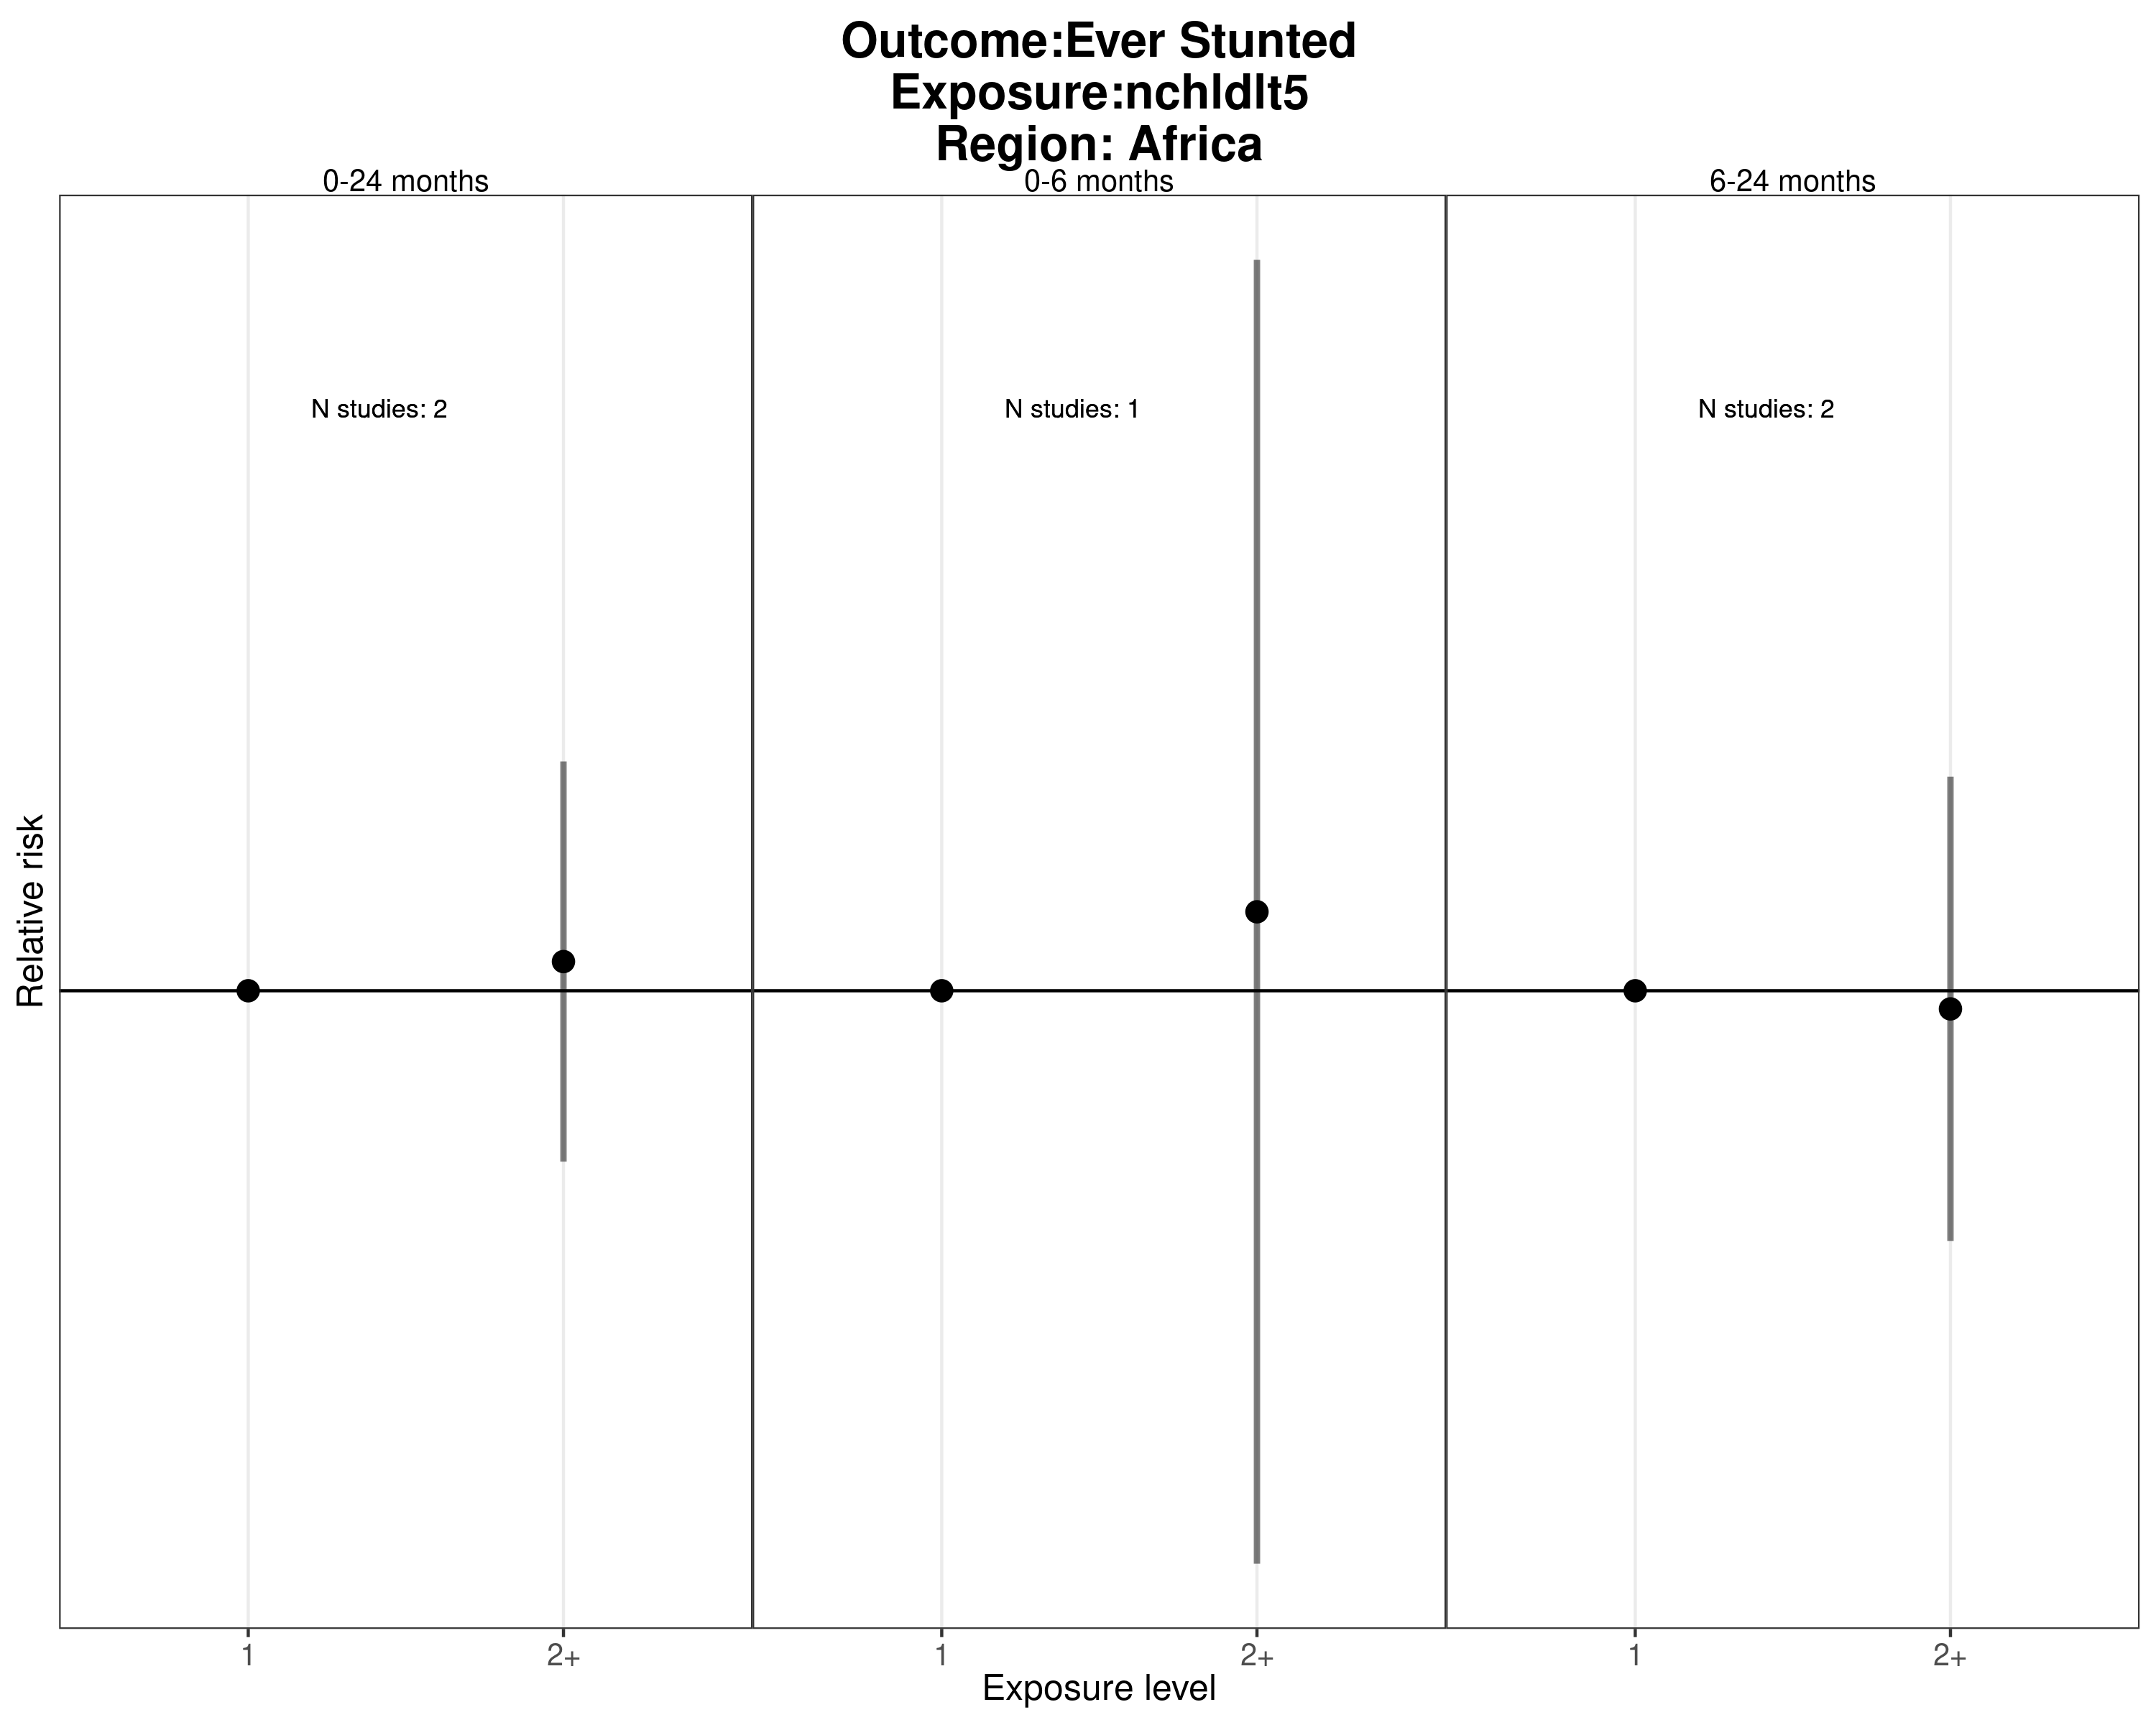 Outcome:Ever Stunted
Exposure:nchldlt5
Region: Africa
0-24 months
0-6 months
6-24 months
N studies: 2
N studies: 1
N studies: 2
Relative risk
1
2+
1
2+
1
2+
Exposure level